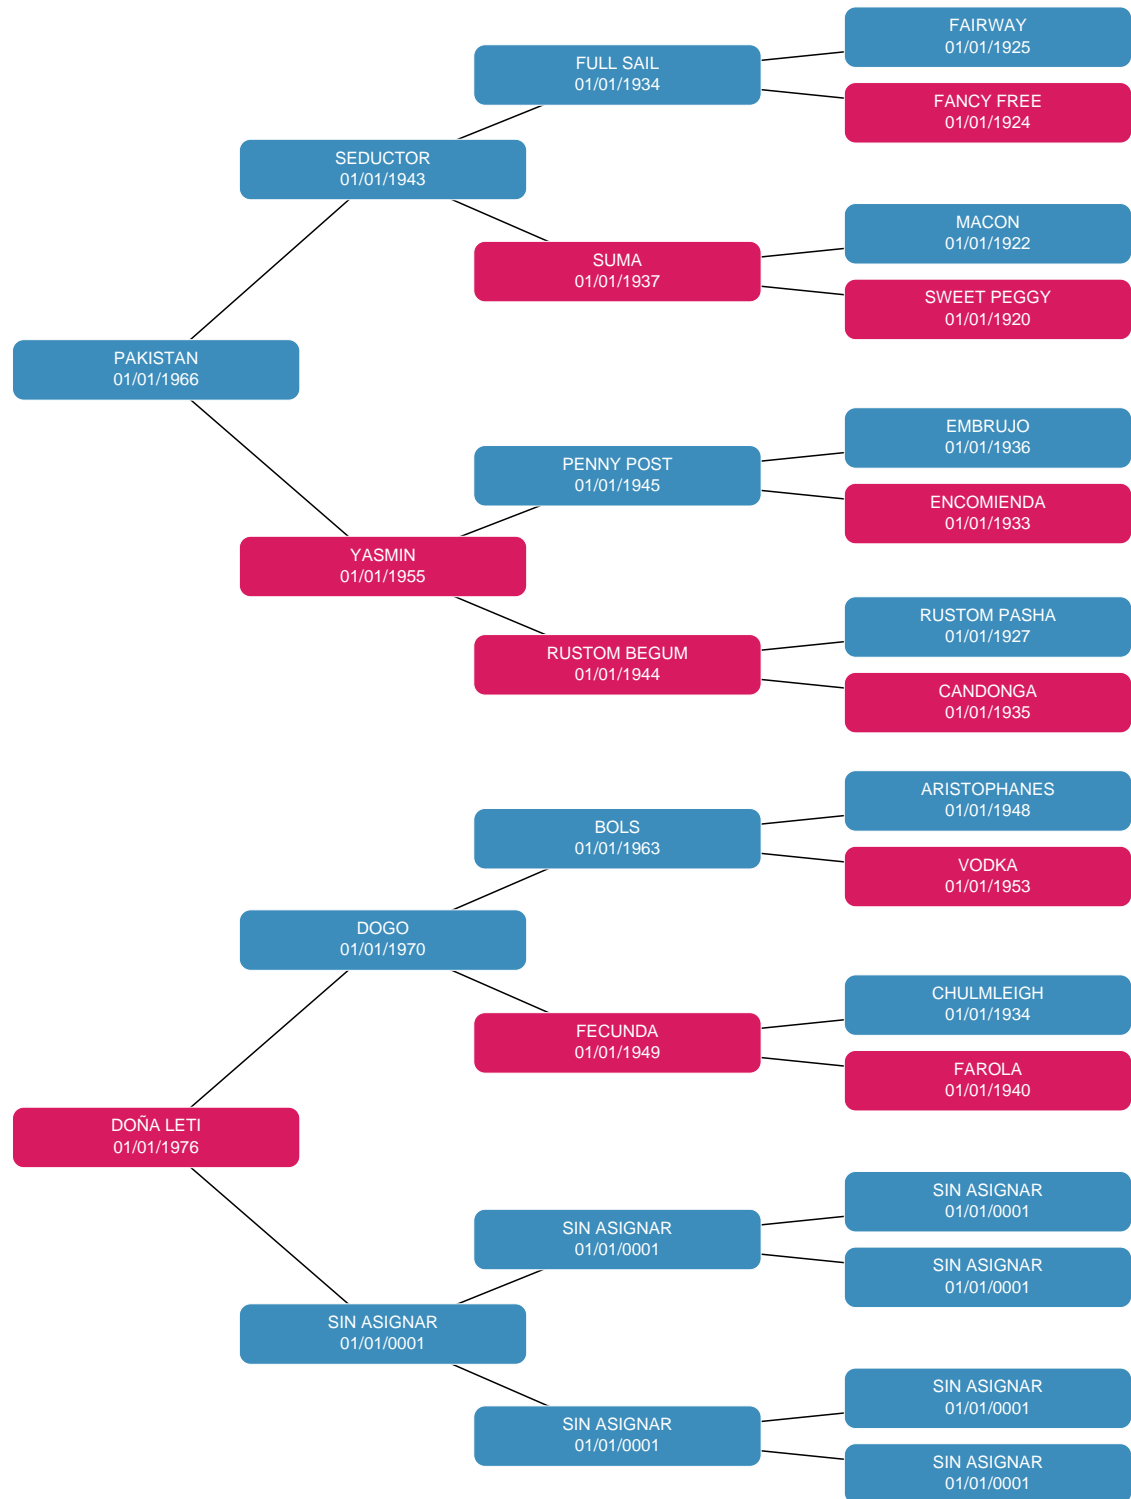 FAIRWAY
01/01/1925
FULL SAIL
01/01/1934
FANCY FREE
01/01/1924
SEDUCTOR
01/01/1943
MACON
01/01/1922
SUMA
01/01/1937
SWEET PEGGY
01/01/1920
PAKISTAN
01/01/1966
EMBRUJO
01/01/1936
PENNY POST
01/01/1945
ENCOMIENDA
01/01/1933
YASMIN
01/01/1955
RUSTOM PASHA
01/01/1927
RUSTOM BEGUM
01/01/1944
CANDONGA
01/01/1935
ARISTOPHANES
01/01/1948
BOLS
01/01/1963
VODKA
01/01/1953
DOGO
01/01/1970
CHULMLEIGH
01/01/1934
FECUNDA
01/01/1949
FAROLA
01/01/1940
DOÑA LETI
01/01/1976
SIN ASIGNAR
01/01/0001
SIN ASIGNAR
01/01/0001
SIN ASIGNAR
01/01/0001
SIN ASIGNAR
01/01/0001
SIN ASIGNAR
01/01/0001
SIN ASIGNAR
01/01/0001
SIN ASIGNAR
01/01/0001